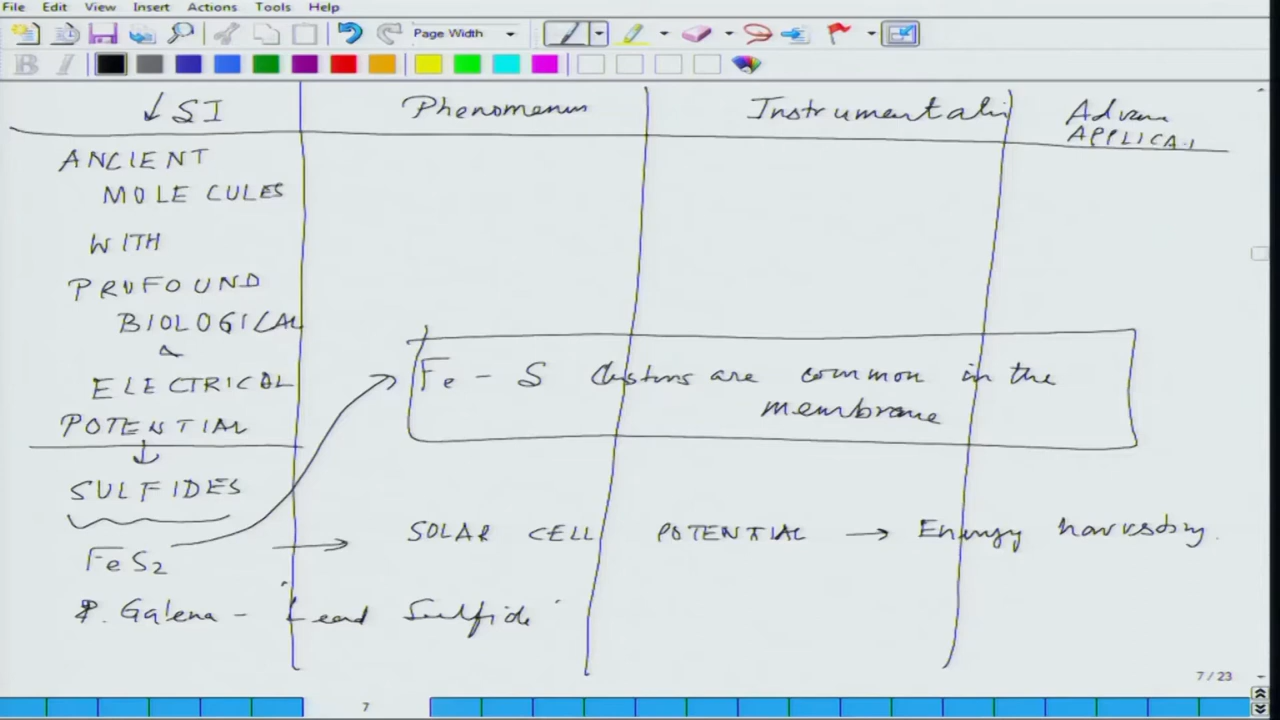 File Edit View Insert Actions Tools Help
Page Width
B I
↓ SI Phenomenon Instrumentatin Advan
APPLICAT
ANCIENT
MOLECULES
WITH
PROFOUND
BIOLOGICAL
&
ELECTRICAL
POTENTIAL
Fe - S clusters are common in the
membrane
↓
SULFIDES
FeS2 → SOLAR CELL POTENTIAL → Energy harvesting.
Galena - "Lead Sulfide"
7 / 23
7